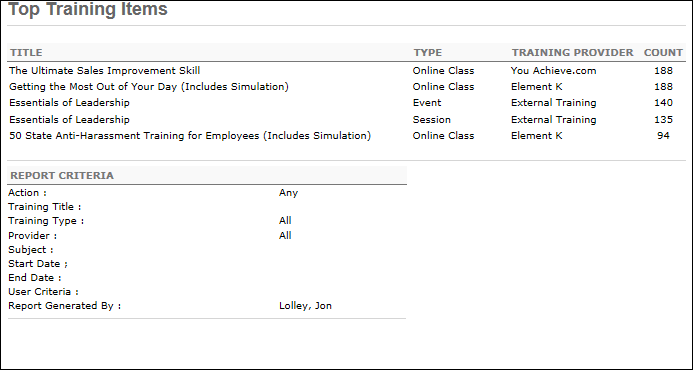 Top Training Items
TITLE TYPE TRAINING PROVIDER COUNT
The Ultimate Sales Improvement Skill Online Class You Achieve.com 188
Getting the Most Out of Your Day (Includes Simulation) Online Class Element K 188
Essentials of Leadership Event External Training 140
Essentials of Leadership Session External Training 135
50 State Anti-Harassment Training for Employees (Includes Simulation) Online Class Element K 94
REPORT CRITERIA
Action : Any
Training Title :
Training Type : All
Provider : All
Subject :
Start Date ;
End Date :
User Criteria :
Report Generated By : Lolley, Jon